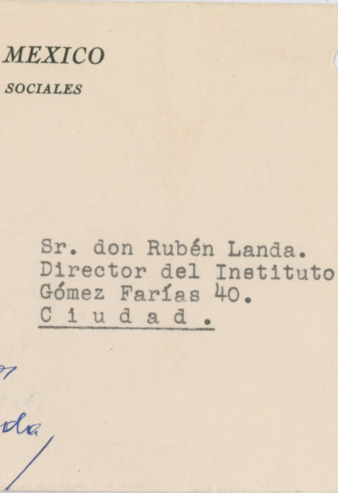 MEXICO
SOCIALES
Sr. don Rubén Landa.
Director del Instituto
Gómez Farías 40.
C i u d a d .